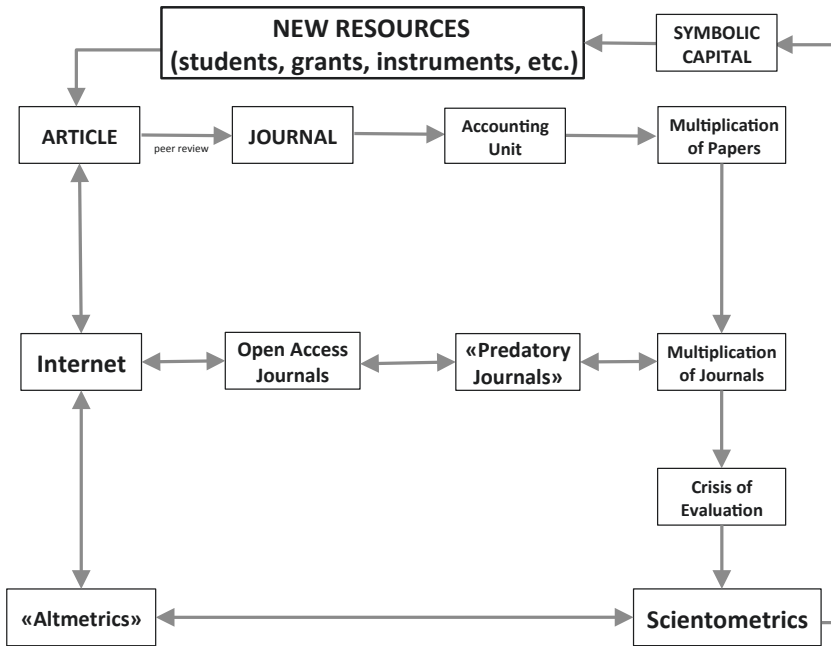 NEW RESOURCES
(students, grants, instruments, etc.)
SYMBOLIC
CAPITAL
ARTICLE
peer review
JOURNAL
Accounting
Unit
Multiplication
of Papers
Internet
Open Access
Journals
«Predatory
Journals»
Multiplication
of Journals
Crisis of
Evaluation
«Altmetrics»
Scientometrics